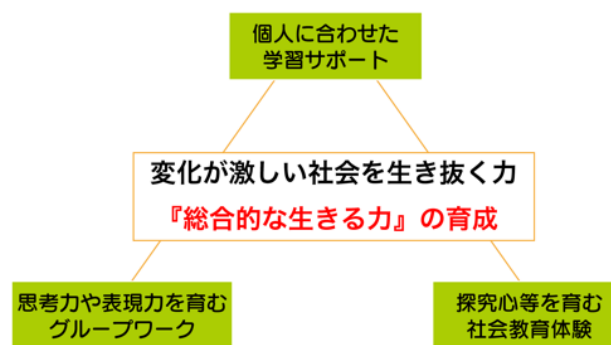 個人に合わせた
学習サポート
変化が激しい社会を生き抜く力
『総合的な生きる力』の育成
思考力や表現力を育む
グループワーク
探究心等を育む
社会教育体験